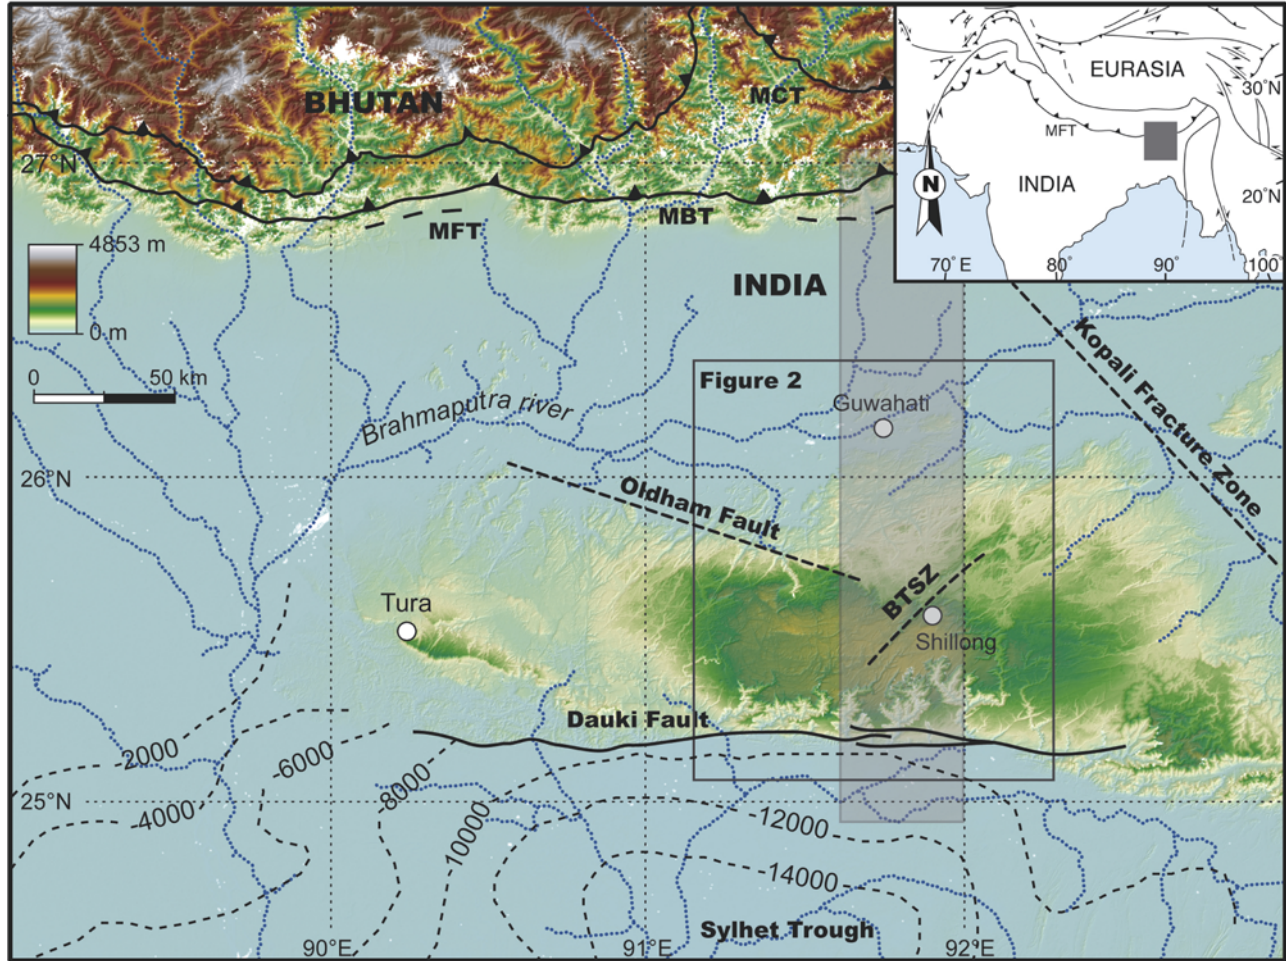 BHUTAN
MCT
EURASIA
30°N
MFT
N
INDIA
20°N
70°E
80°
90°
100°
27°N
MBT
MFT
4853 m
0 m
INDIA
0
50 km
Kopali Fracture Zone
Figure 2
Guwahati
Brahmaputra river
26°N
Oldham Fault
BTSZ
Tura
Shillong
Dauki Fault
-2000
-6000
-8000
-4000
25°N
10000
-12000
-14000
Sylhet Trough
90°E
91°E
92°E